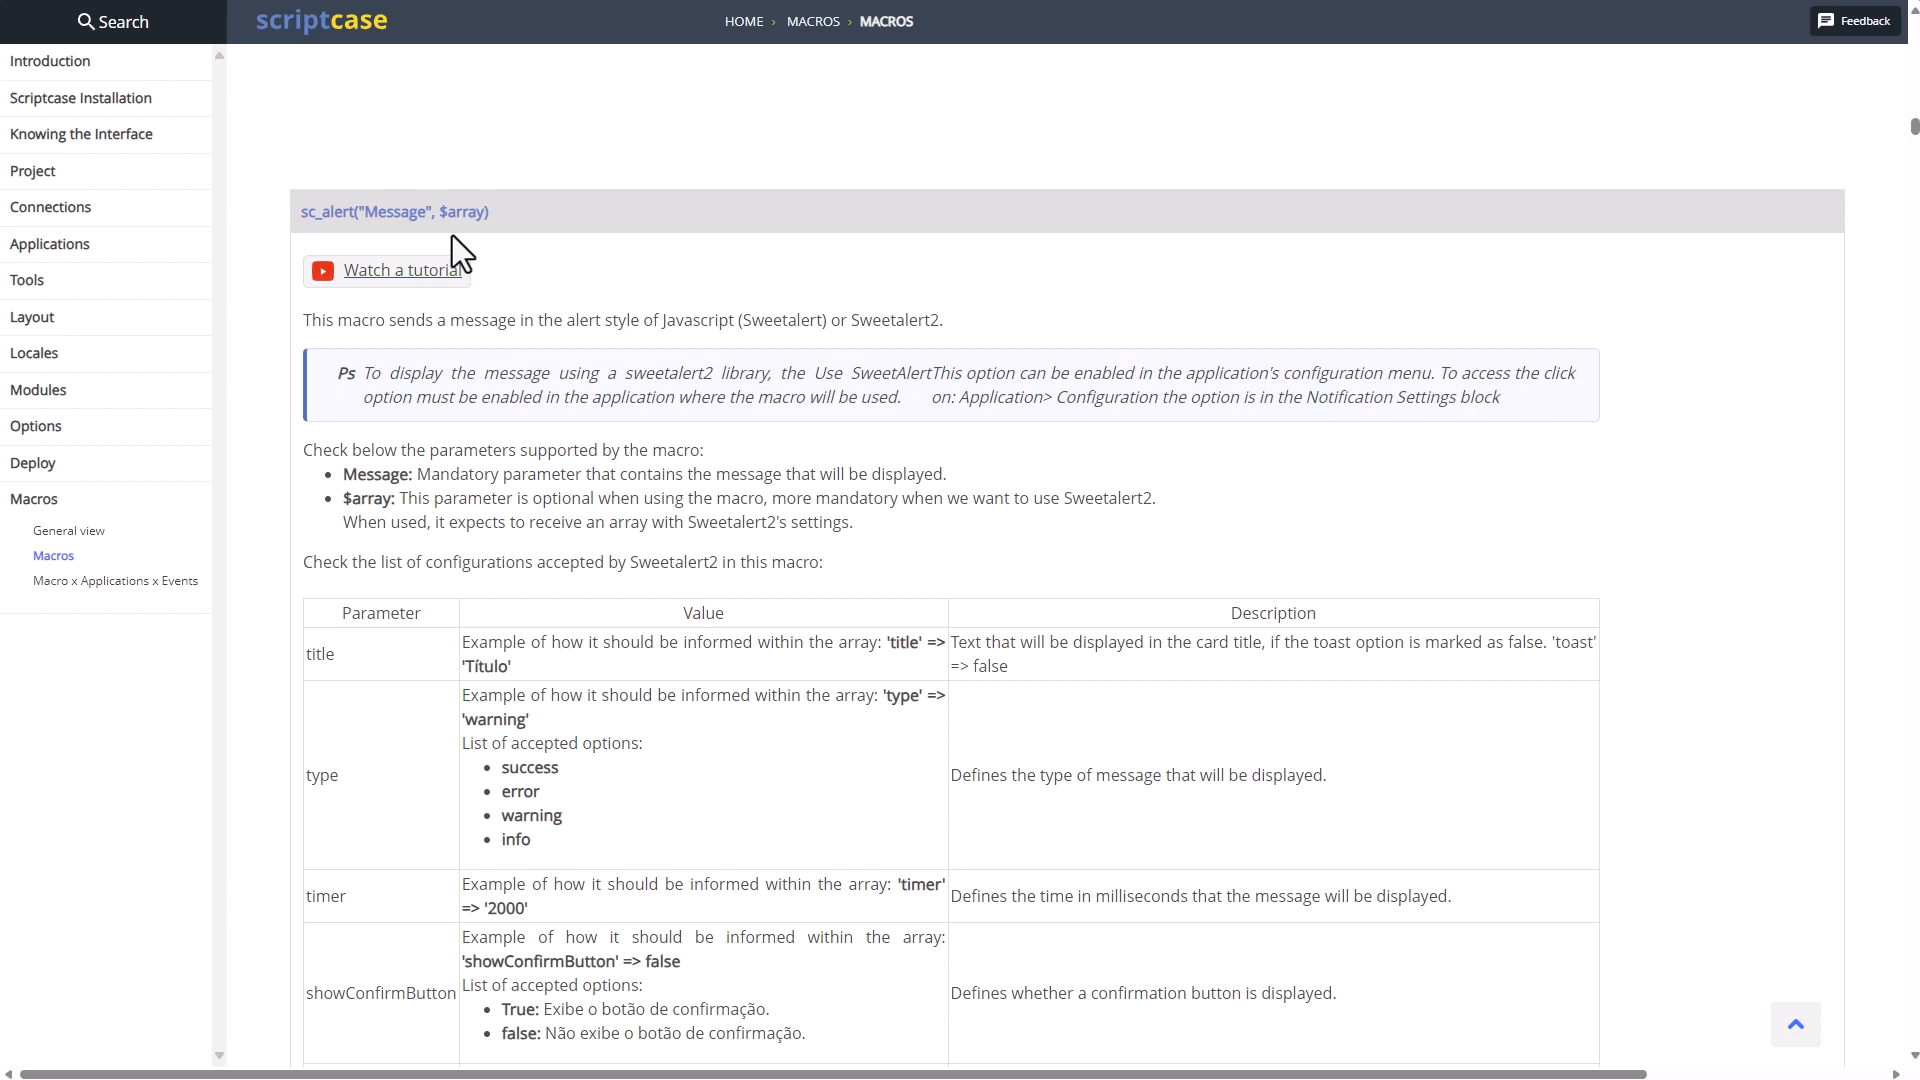 Search
scriptcase
HOME › MACROS › MACROS
Feedback
Introduction
Scriptcase Installation
Knowing the Interface
Project
Connections
Applications
Tools
Layout
Locales
Modules
Options
Deploy
Macros
General view
Macros
Macro x Applications x Events
sc_alert("Message", $array)
Watch a tutorial
This macro sends a message in the alert style of Javascript (Sweetalert) or Sweetalert2.
Ps To display the message using a sweetalert2 library, the Use SweetAlert
option must be enabled in the application where the macro will be used.
This option can be enabled in the application's configuration menu. To access the click
on: Application> Configuration the option is in the Notification Settings block
Check below the parameters supported by the macro:
• Message: Mandatory parameter that contains the message that will be displayed.
• $array: This parameter is optional when using the macro, more mandatory when we want to use Sweetalert2.
When used, it expects to receive an array with Sweetalert2's settings.
Check the list of configurations accepted by Sweetalert2 in this macro:
Parameter Value Description
title
Example of how it should be informed within the array: 'title' =>
'Título'
Text that will be displayed in the card title, if the toast option is marked as false. 'toast'
=> false
type
Example of how it should be informed within the array: 'type' =>
'warning'
List of accepted options:
• success
• error
• warning
• info
Defines the type of message that will be displayed.
timer
Example of how it should be informed within the array: 'timer'
=> '2000'
Defines the time in milliseconds that the message will be displayed.
showConfirmButton
Example of how it should be informed within the array:
'showConfirmButton' => false
List of accepted options:
• True: Exibe o botão de confirmação.
• false: Não exibe o botão de confirmação.
Defines whether a confirmation button is displayed.